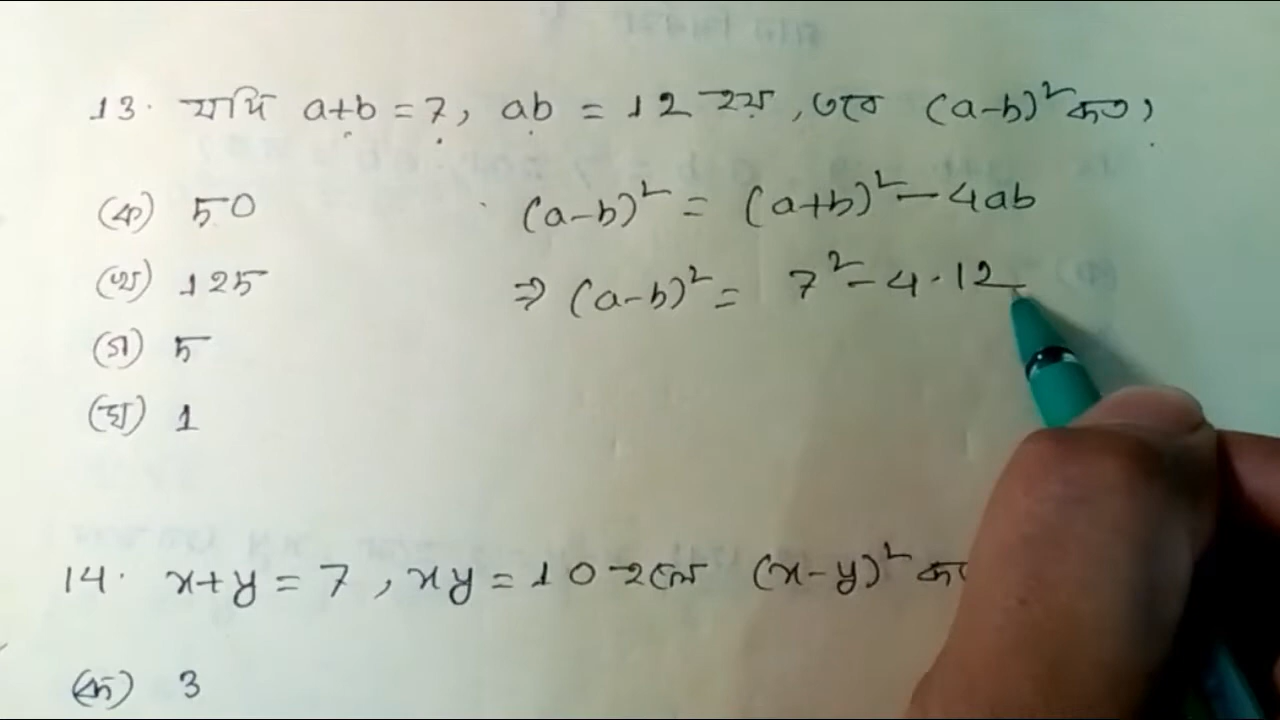 13. যদি a+b = 7, ab = 12 হয়, তবে (a-b)² কত,
(ক) 50
(a-b)² = (a+b)² - 4ab
(খ) 125
⇒ (a-b)² = 7² - 4·12
(গ) 5
(ঘ) 1
14. x+y = 7, xy = 10 হলে (x-y)²
(ক) 3